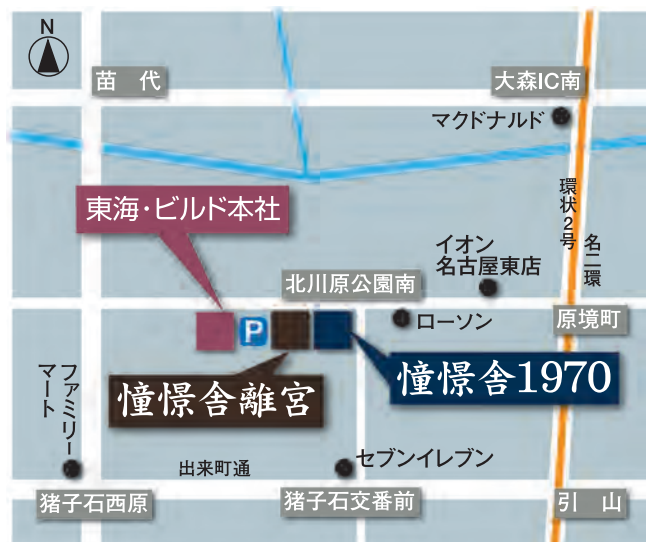 N
苗代
大森IC南
マクドナルド
環状2号
名二環
東海・ビルド本社
イオン
名古屋東店
北川原公園南
P
ローソン
原境町
憧憬舎離宮
憧憬舎1970
ファミリー
マート
出来町通
セブンイレブン
猪子石西原
猪子石交番前
引山